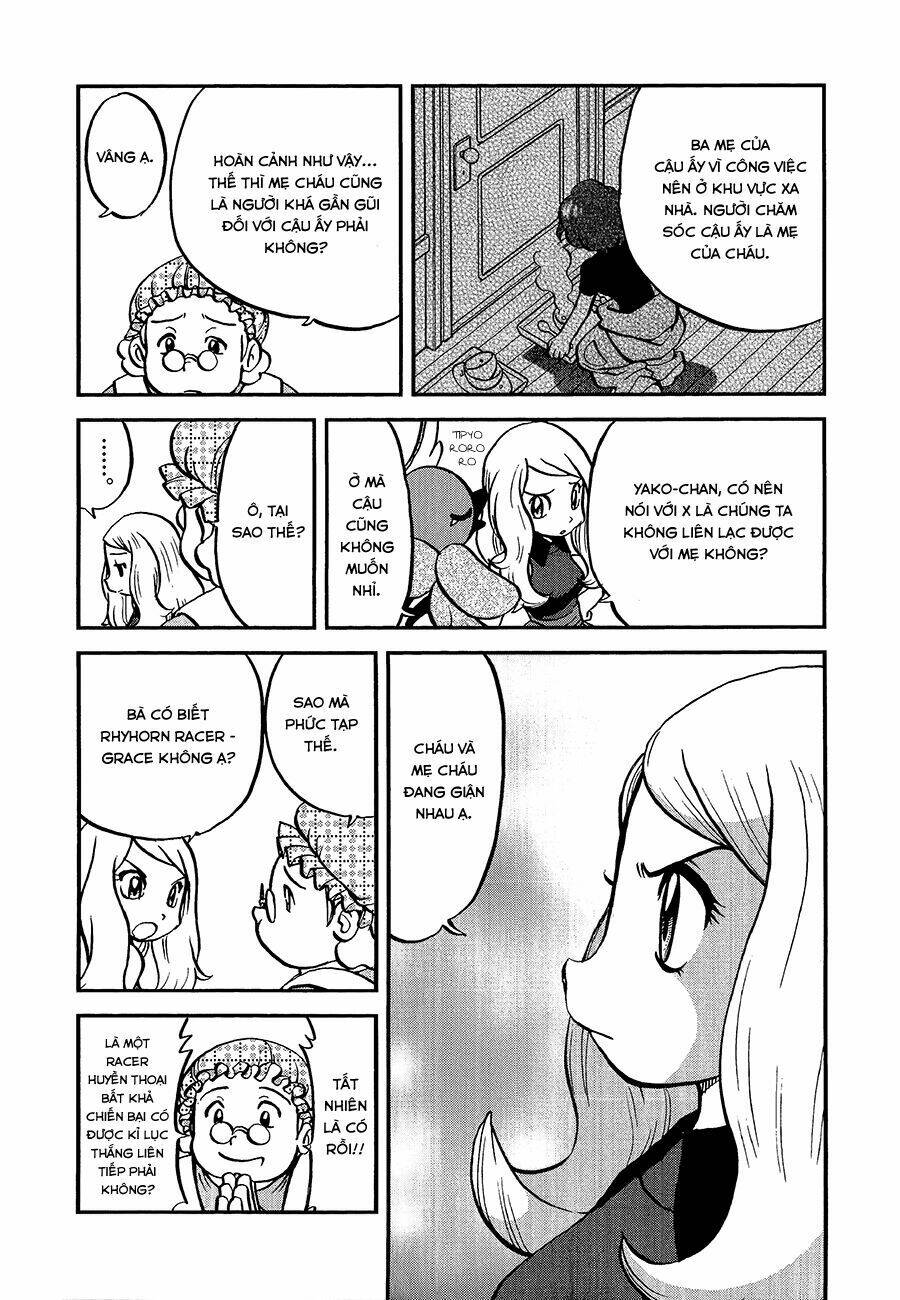 BA MẸ CỦA
CẬU ẤY VÌ CÔNG VIỆC
NÊN Ở KHU VỰC XA
NHÀ. NGƯỜI CHĂM
SÓC CẬU ẤY LÀ MẸ
CỦA CHÁU.
HOÀN CẢNH NHƯ VẬY...
THẾ THÌ MẸ CHÁU CŨNG
LÀ NGƯỜI KHÁ GẦN GŨI
ĐỐI VỚI CẬU ẤY PHẢI
KHÔNG?
VÂNG Ạ.
YAKO-CHAN, CÓ NÊN
NÓI VỚI X LÀ CHÚNG TA
KHÔNG LIÊN LẠC ĐƯỢC
VỚI MẸ KHÔNG?
TIPYO
RORO
RO
Ờ MÀ
CẬU
CŨNG
KHÔNG
MUỐN
NHỈ.
Ô, TẠI
SAO THẾ?
......
CHÁU VÀ
MẸ CHÁU
ĐANG GIẬN
NHAU Ạ.
SAO MÀ
PHỨC TẠP
THẾ.
BÀ CÓ BIẾT
RHYHORN RACER -
GRACE KHÔNG Ạ?
TẤT
NHIÊN
LÀ CÓ
RỒI!!
LÀ MỘT
RACER
HUYỀN THOẠI
BẤT KHẢ
CHIẾN BẠI CÓ
ĐƯỢC KỈ LỤC
THẮNG LIÊN
TIẾP PHẢI
KHÔNG?